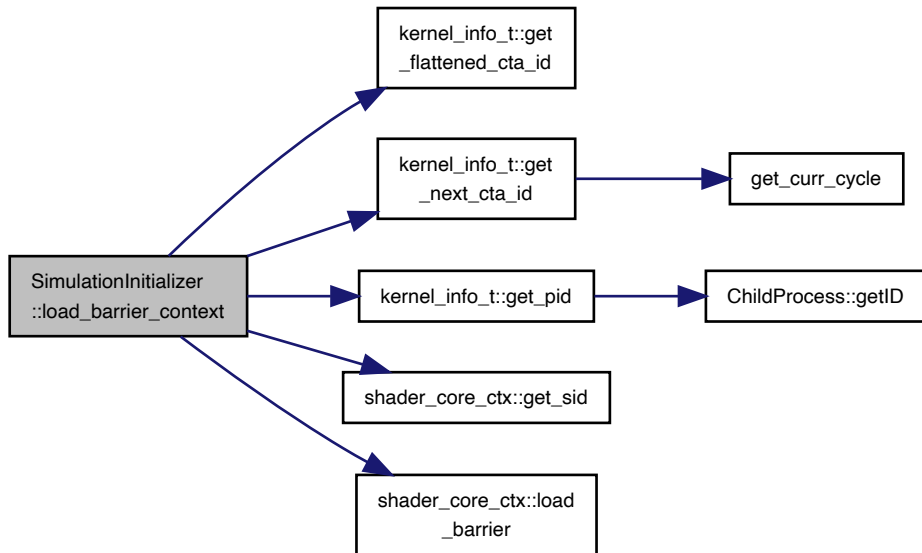 kernel_info_t::get
_flattened_cta_id
kernel_info_t::get
_next_cta_id
get_curr_cycle
SimulationInitializer
::load_barrier_context
kernel_info_t::get_pid
ChildProcess::getID
shader_core_ctx::get_sid
shader_core_ctx::load
_barrier